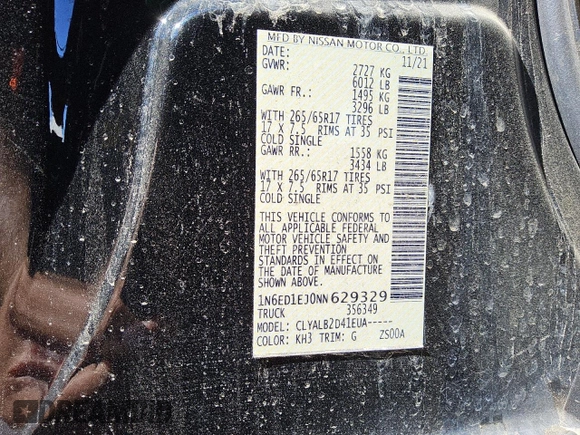 MFD BY NISSAN MOTOR CO., LTD.
DATE: 11/21
GVWR: 2727 KG
6012 LB
GAWR FR.: 1495 KG
3296 LB
WITH 265/65R17 TIRES
17 X 7.5 RIMS AT 35 PSI
COLD SINGLE
GAWR RR.: 1558 KG
3434 LB
WITH 265/65R17 TIRES
17 X 7.5 RIMS AT 35 PSI
COLD SINGLE
THIS VEHICLE CONFORMS TO
ALL APPLICABLE FEDERAL
MOTOR VEHICLE SAFETY AND
THEFT PREVENTION
STANDARDS IN EFFECT ON
THE DATE OF MANUFACTURE
SHOWN ABOVE.
1N6ED1EJ0NN629329
TRUCK 356349
MODEL: CLYALB2D41EUA-----
COLOR: KH3 TRIM: G ZS00A